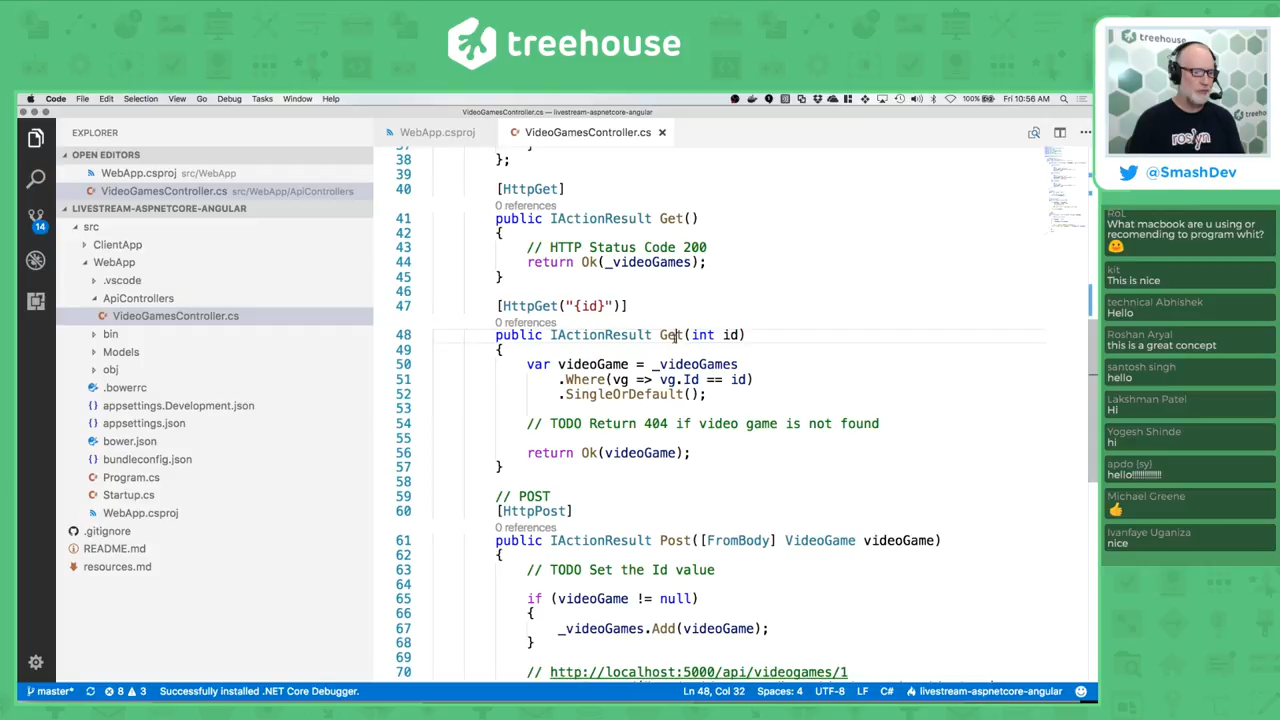 treehouse
Code File Edit Selection View Go Debug Tasks Window Help
100% Fri 10:56 AM
VideoGamesController.cs — livestream-aspnetcore-angular
EXPLORER
OPEN EDITORS
WebApp.csproj src/WebApp
VideoGamesController.cs src/WebApp/ApiControllers
LIVESTREAM-ASPNETCORE-ANGULAR
src
ClientApp
WebApp
.vscode
ApiControllers
VideoGamesController.cs
bin
Models
obj
.bowerrc
appsettings.Development.json
appsettings.json
bower.json
bundleconfig.json
Program.cs
Startup.cs
WebApp.csproj
.gitignore
README.md
resources.md
14
WebApp.csproj
VideoGamesController.cs
37 }
38 };
39
40 [HttpGet]
0 references
41 public IActionResult Get()
42 {
43 // HTTP Status Code 200
44 return Ok(_videoGames);
45 }
46
47 [HttpGet("{id}")]
0 references
48 public IActionResult Get(int id)
49 {
50 var videoGame = _videoGames
51 .Where(vg => vg.Id == id)
52 .SingleOrDefault();
53
54 // TODO Return 404 if video game is not found
55
56 return Ok(videoGame);
57 }
58
59 // POST
60 [HttpPost]
0 references
61 public IActionResult Post([FromBody] VideoGame videoGame)
62 {
63 // TODO Set the Id value
64
65 if (videoGame != null)
66 {
67 _videoGames.Add(videoGame);
68 }
69
70 // http://localhost:5000/api/videogames/1
master* 8 3 Successfully installed .NET Core Debugger.
Ln 48, Col 32 Spaces: 4 UTF-8 LF C# livestream-aspnetcore-angular
treehouse
treehouse
roslyn
@SmashDev
RoL
What macbook are u using or
recomending to program whit?
kit
This is nice
technical Abhishek
Hello
Roshan Aryal
this is a great concept
santosh singh
hello
Lakshman Patel
Hi
Yogesh Shinde
hi
apdo (sy)
hello!!!!!!!!!!!!!
Michael Greene
Ivanfaye Uganiza
nice